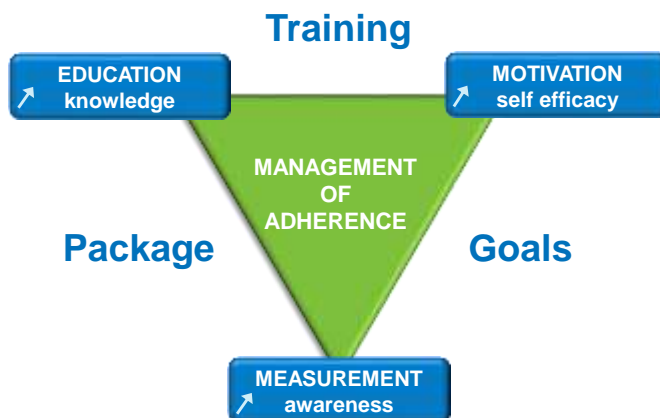 Training
EDUCATION
knowledge
MOTIVATION
self efficacy
MANAGEMENT
OF
ADHERENCE
Package
Goals
MEASUREMENT
awareness